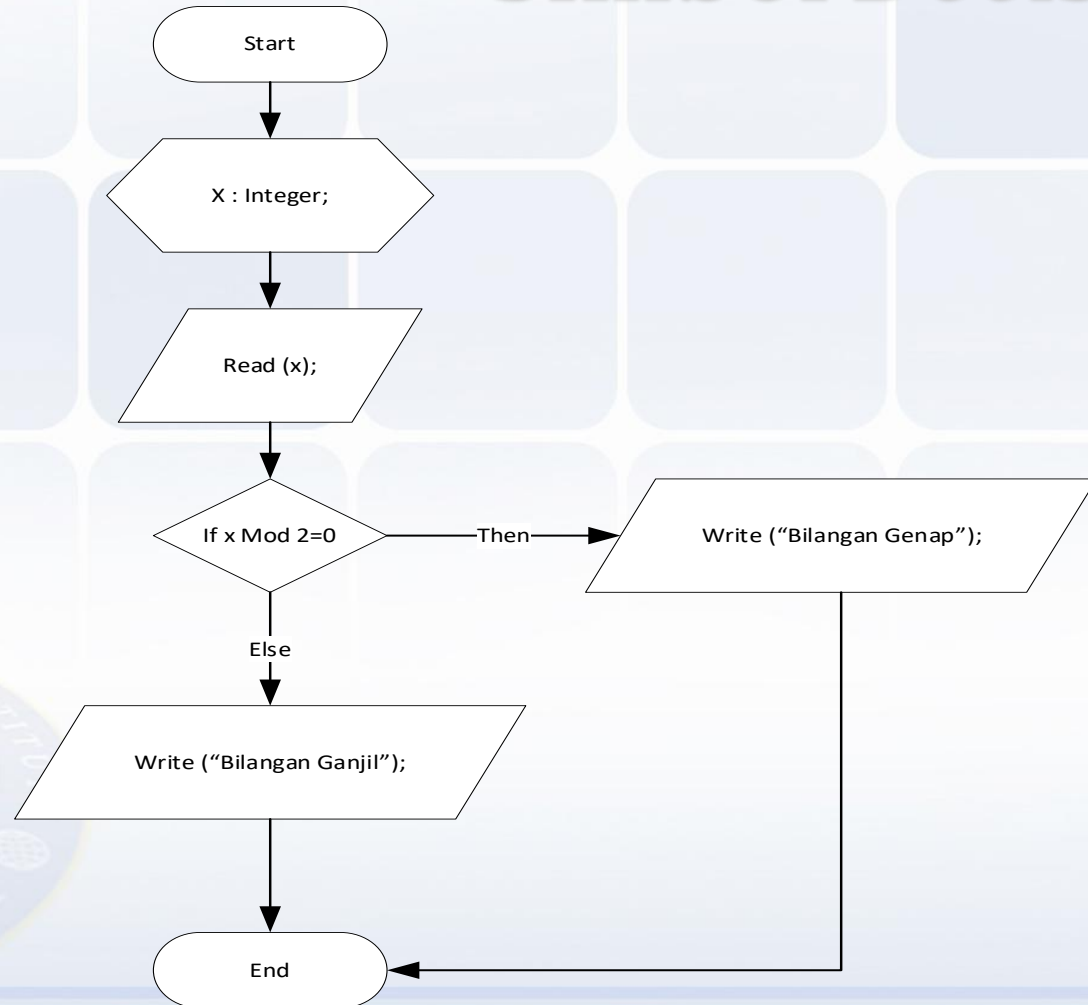 Start
X : Integer;
Read (x);
If x Mod 2=0
Then
Write (“Bilangan Genap”);
Else
Write (“Bilangan Ganjil”);
End